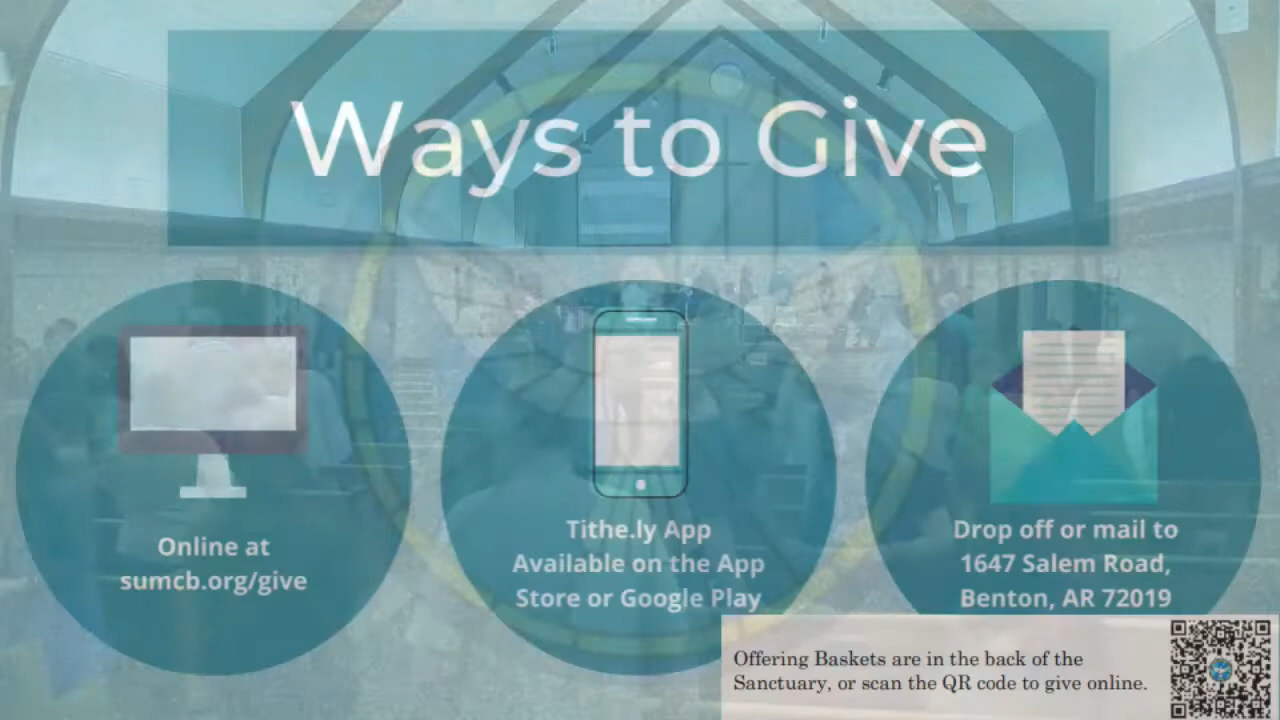 Ways to Give
Online at
sumcb.org/give
Tithe.ly App
Available on the App
Store or Google Play
Drop off or mail to
1647 Salem Road,
Benton, AR 72019
Offering Baskets are in the back of the
Sanctuary, or scan the QR code to give online.